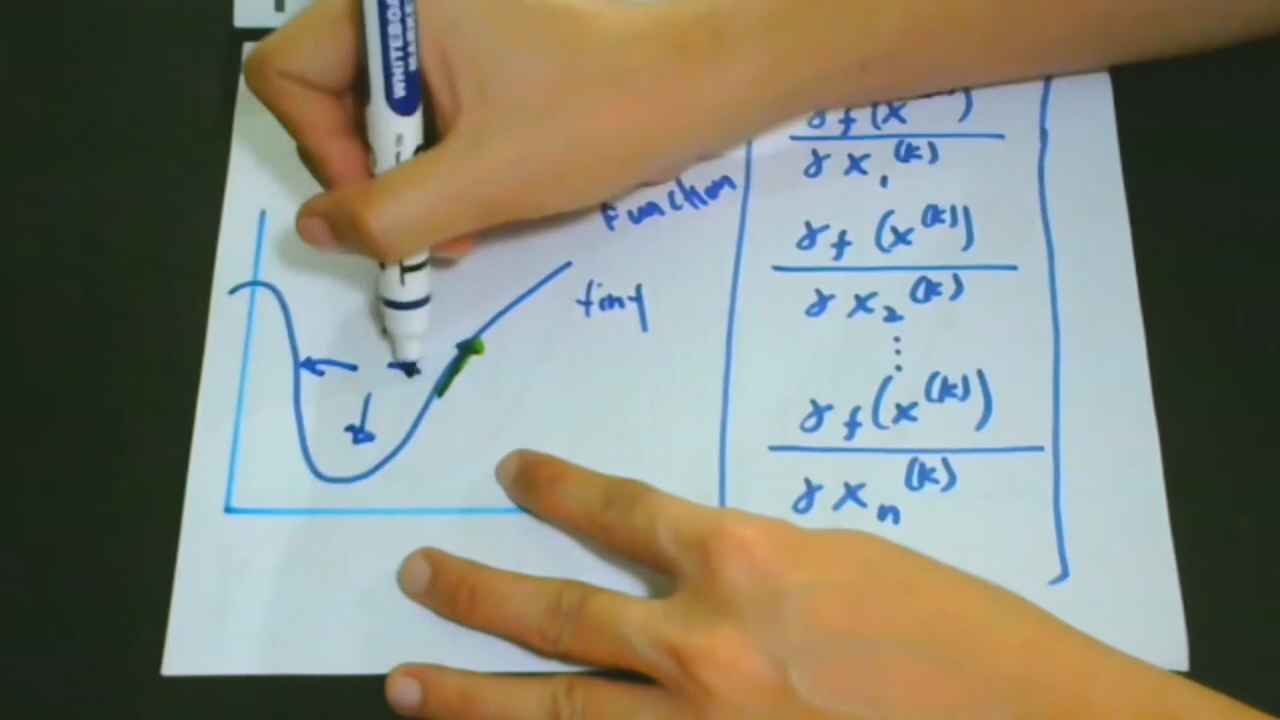 WHITEBOARD
MARKER
Function
tiny
∂f(x
∂x₁⁽ᵏ⁾
∂f(x⁽ᵏ⁾)
∂x₂⁽ᵏ⁾
⋮
∂f(x⁽ᵏ⁾)
∂xₙ⁽ᵏ⁾